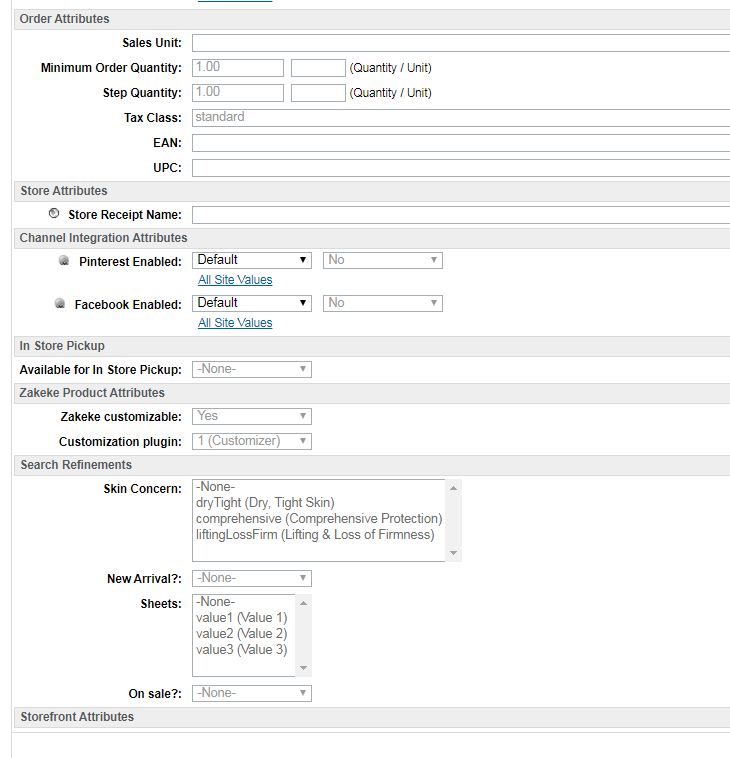 Order Attributes
Sales Unit:
Minimum Order Quantity: 1.00 (Quantity / Unit)
Step Quantity: 1.00 (Quantity / Unit)
Tax Class: standard
EAN:
UPC:
Store Attributes
Store Receipt Name:
Channel Integration Attributes
Pinterest Enabled: Default No
All Site Values
Facebook Enabled: Default No
All Site Values
In Store Pickup
Available for In Store Pickup: -None-
Zakeke Product Attributes
Zakeke customizable: Yes
Customization plugin: 1 (Customizer)
Search Refinements
Skin Concern: -None-
dryTight (Dry, Tight Skin)
comprehensive (Comprehensive Protection)
liftingLossFirm (Lifting & Loss of Firmness)
New Arrival?: -None-
Sheets: -None-
value1 (Value 1)
value2 (Value 2)
value3 (Value 3)
On sale?: -None-
Storefront Attributes